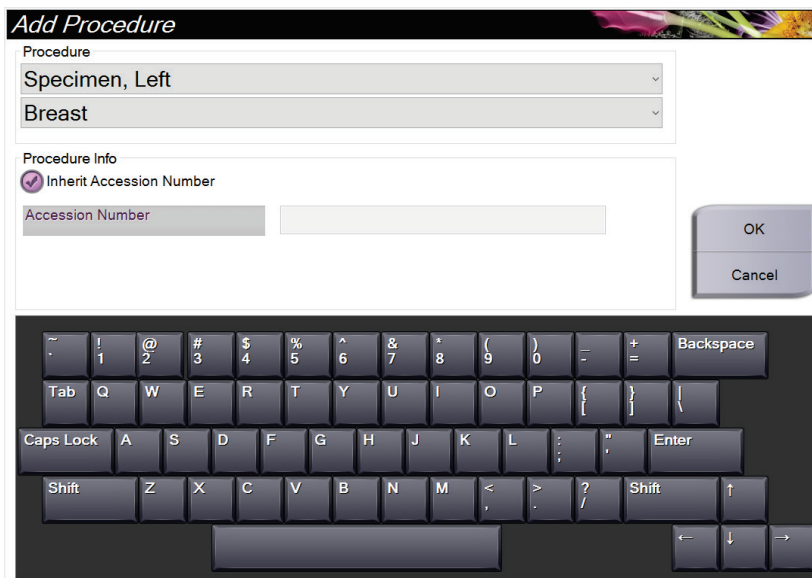 Add Procedure
Procedure
Specimen, Left
Breast
Procedure Info
Inherit Accession Number
Accession Number
OK
Cancel
~ ! @ # $ % ^ & * ( ) _ + Backspace
` 1 2 3 4 5 6 7 8 9 0 - =
Tab Q W E R T Y U I O P { } |
[ ] \
Caps Lock A S D F G H J K L : " Enter
; '
Shift Z X C V B N M < > ? Shift ↑
, . /
← ↓ →